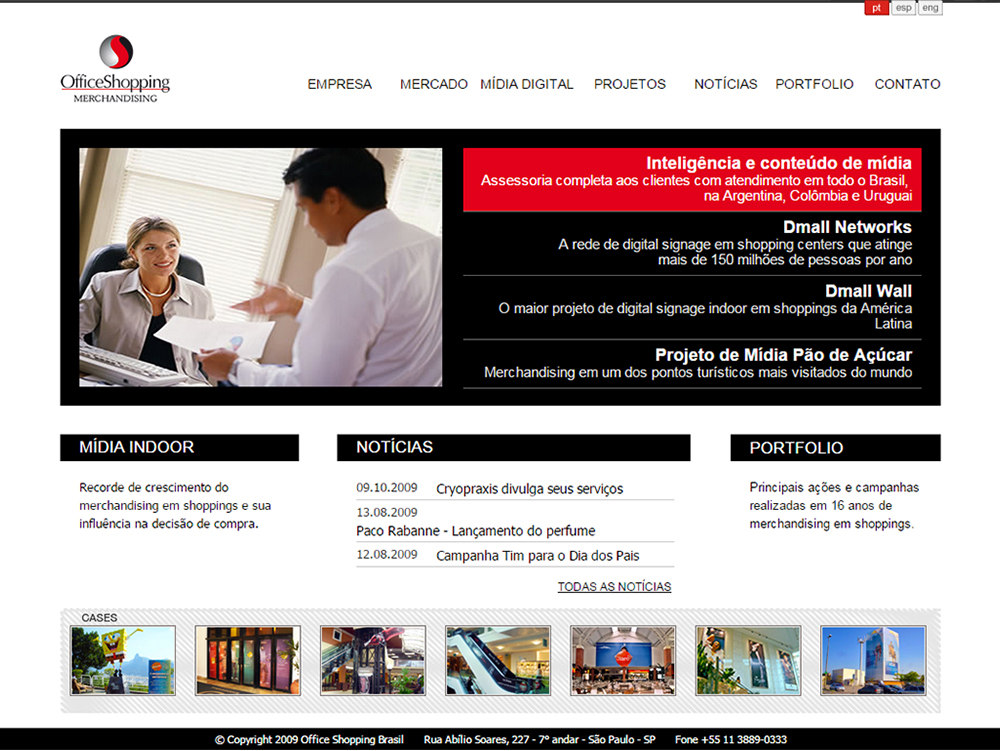 pt esp eng
OfficeShopping
MERCHANDISING
EMPRESA MERCADO MÍDIA DIGITAL PROJETOS NOTÍCIAS PORTFOLIO CONTATO
Inteligência e conteúdo de mídia
Assessoria completa aos clientes com atendimento em todo o Brasil,
na Argentina, Colômbia e Uruguai
Dmall Networks
A rede de digital signage em shopping centers que atinge
mais de 150 milhões de pessoas por ano
Dmall Wall
O maior projeto de digital signage indoor em shoppings da América
Latina
Projeto de Mídia Pão de Açúcar
Merchandising em um dos pontos turísticos mais visitados do mundo
MÍDIA INDOOR
Recorde de crescimento do
merchandising em shoppings e sua
influência na decisão de compra.
NOTÍCIAS
09.10.2009 Cryopraxis divulga seus serviços
13.08.2009
Paco Rabanne - Lançamento do perfume
12.08.2009 Campanha Tim para o Dia dos Pais
TODAS AS NOTÍCIAS
PORTFOLIO
Principais ações e campanhas
realizadas em 16 anos de
merchandising em shoppings.
CASES
© Copyright 2009 Office Shopping Brasil Rua Abílio Soares, 227 - 7º andar - São Paulo - SP Fone +55 11 3889-0333